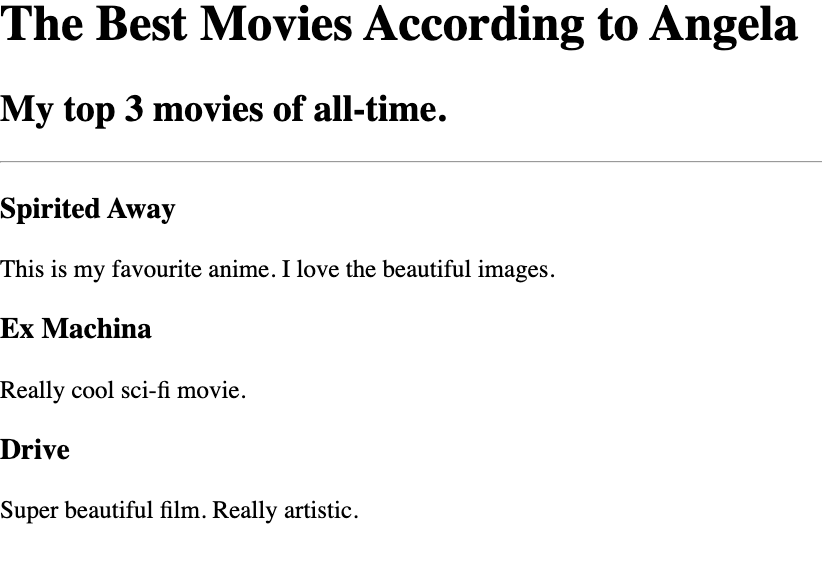 The Best Movies According to Angela
My top 3 movies of all-time.
Spirited Away
This is my favourite anime. I love the beautiful images.
Ex Machina
Really cool sci-fi movie.
Drive
Super beautiful film. Really artistic.